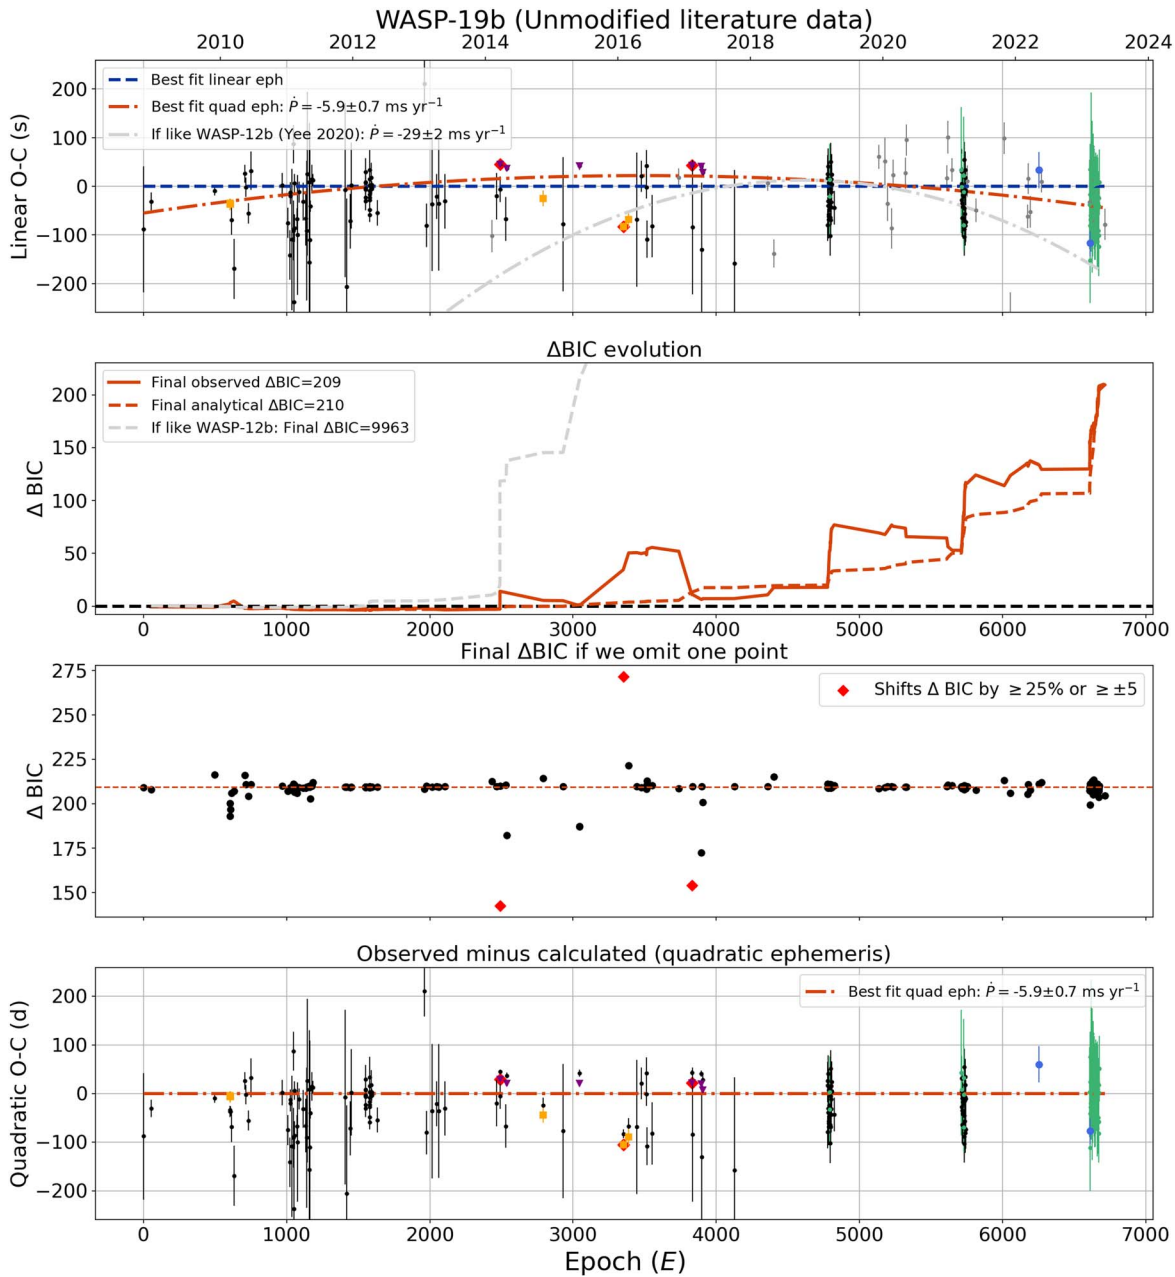 WASP-19b (Unmodified literature data)
2010 2012 2014 2016 2018 2020 2022 2024
Linear O-C (s)
200
100
0
−100
−200
Best fit linear eph
Best fit quad eph: Ṗ = -5.9±0.7 ms yr⁻¹
If like WASP-12b (Yee 2020): Ṗ = -29±2 ms yr⁻¹
ΔBIC evolution
Δ BIC
200
150
100
50
0
Final observed ΔBIC=209
Final analytical ΔBIC=210
If like WASP-12b: Final ΔBIC=9963
0 1000 2000 3000 4000 5000 6000 7000
Final ΔBIC if we omit one point
Δ BIC
275
250
225
200
175
150
Shifts Δ BIC by ≥25% or ≥±5
Observed minus calculated (quadratic ephemeris)
Quadratic O-C (d)
200
100
0
−100
−200
Best fit quad eph: Ṗ = -5.9±0.7 ms yr⁻¹
0 1000 2000 3000 4000 5000 6000 7000
Epoch (E)